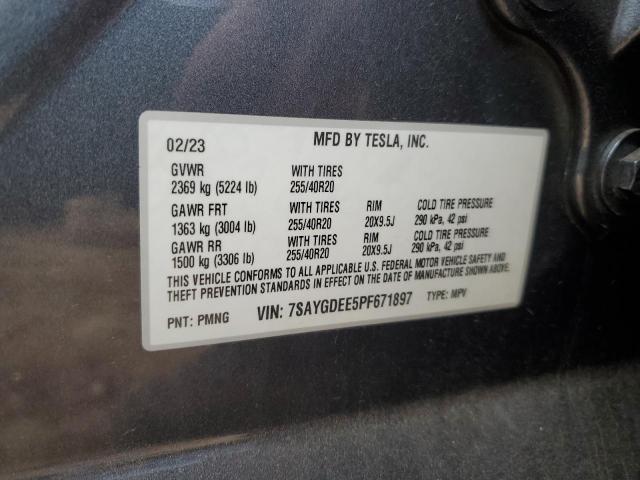 02/23 MFD BY TESLA, INC.
GVWR WITH TIRES
2369 kg (5224 lb) 255/40R20
GAWR FRT WITH TIRES RIM COLD TIRE PRESSURE
1363 kg (3004 lb) 255/40R20 20X9.5J 290 kPa, 42 psi
GAWR RR WITH TIRES RIM COLD TIRE PRESSURE
1500 kg (3306 lb) 255/40R20 20X9.5J 290 kPa, 42 psi
THIS VEHICLE CONFORMS TO ALL APPLICABLE U.S. FEDERAL MOTOR VEHICLE SAFETY AND
THEFT PREVENTION STANDARDS IN EFFECT ON THE DATE OF MANUFACTURE SHOWN ABOVE.
PNT: PMNG VIN: 7SAYGDEE5PF671897 TYPE: MPV